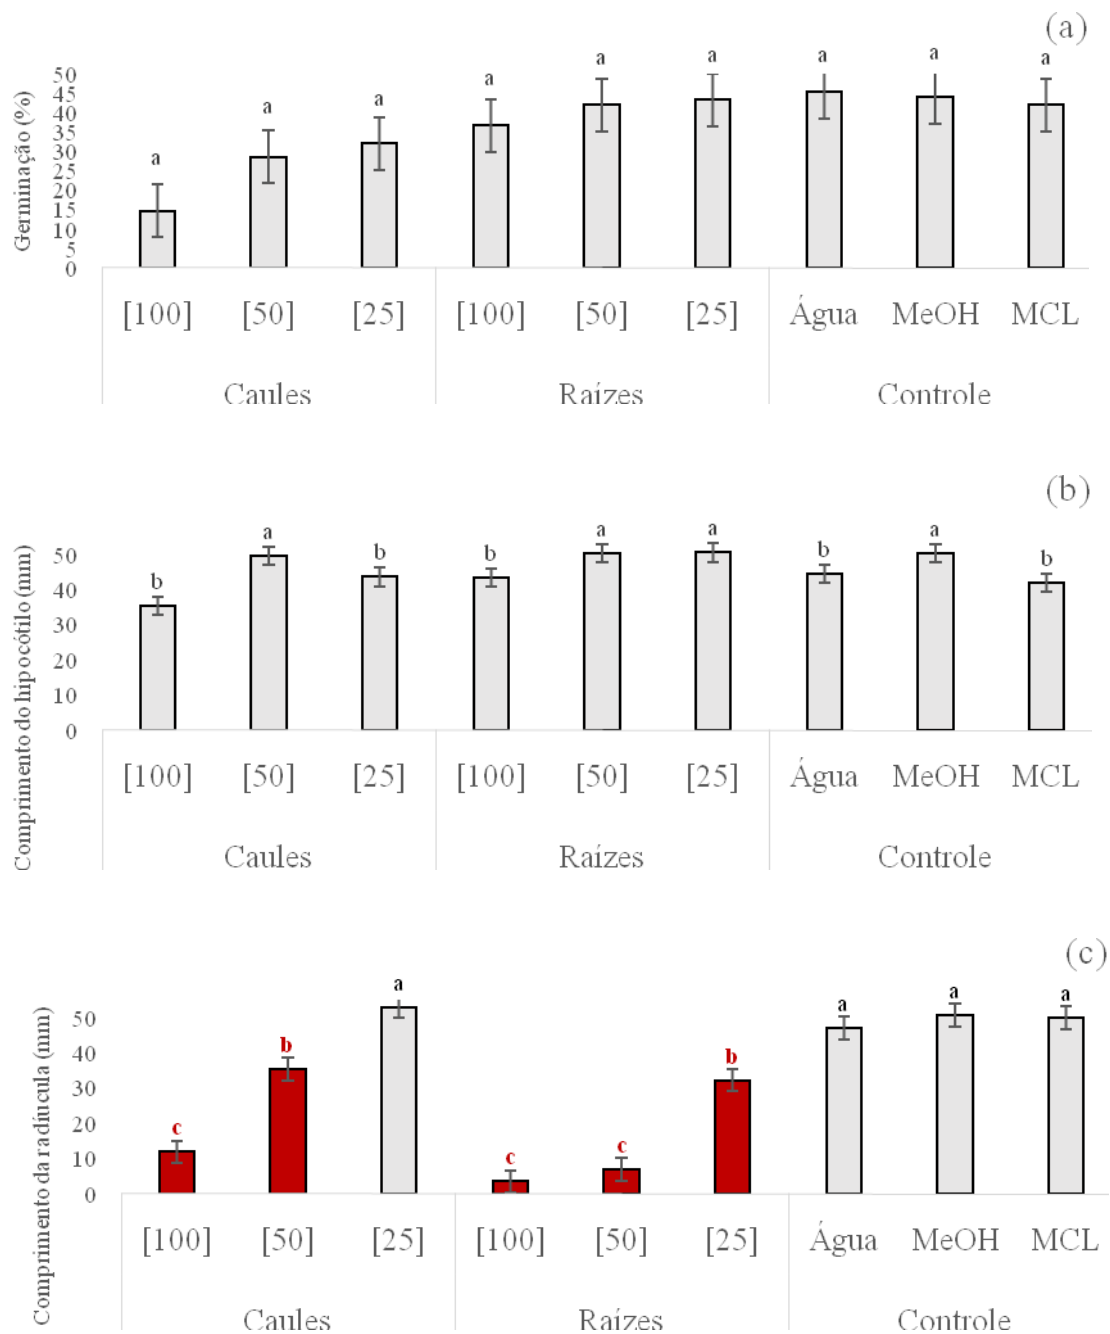 (a)
a a a a a a a a a
Germinação (%)
50
45
40
35
30
25
20
15
10
5
0
[100] [50] [25] [100] [50] [25] Água MeOH MCL
Caules Raízes Controle
(b)
b a b b a a b a b
Comprimento do hipocótilo (mm)
50
40
30
20
10
0
[100] [50] [25] [100] [50] [25] Água MeOH MCL
Caules Raízes Controle
(c)
c b a c c b a a a
Comprimento da radíucula (mm)
50
40
30
20
10
0
[100] [50] [25] [100] [50] [25] Água MeOH MCL
Caules Raízes Controle